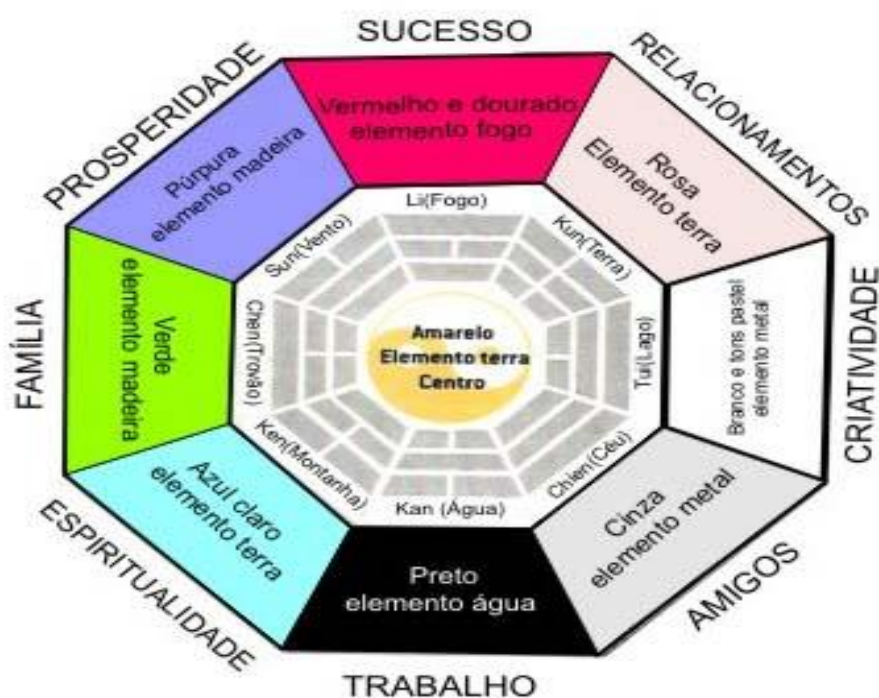 SUCESSO
RELACIONAMENTOS
CRIATIVIDADE
AMIGOS
TRABALHO
ESPIRITUALIDADE
FAMÍLIA
PROSPERIDADE
Vermelho e dourado
elemento fogo
Rosa
Elemento terra
Branco e tons pastel
elemento metal
Cinza
elemento metal
Preto
elemento água
Azul claro
elemento terra
Verde
elemento madeira
Púrpura
elemento madeira
Li(Fogo)
Kun(Terra)
Tui(Lago)
Chien(Céu)
Kan (Água)
Ken(Montanha)
Chen(Trovão)
Sun(Vento)
Amarelo
Elemento terra
Centro